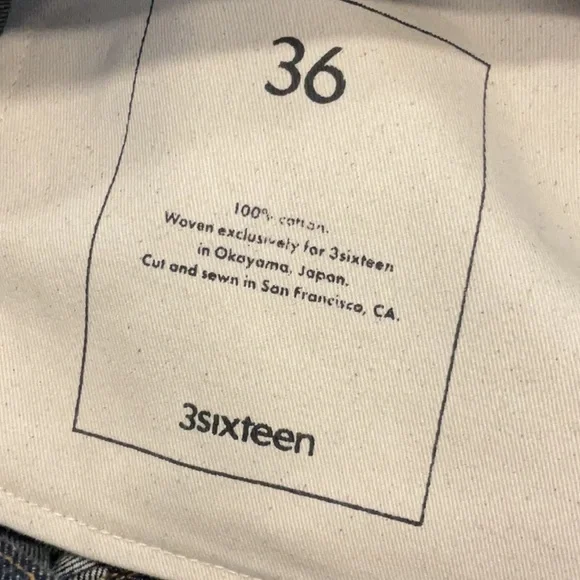 36
100% cotton.
Woven exclusively for 3sixteen
in Okayama, Japan.
Cut and sewn in San Francisco, CA.
3sixteen